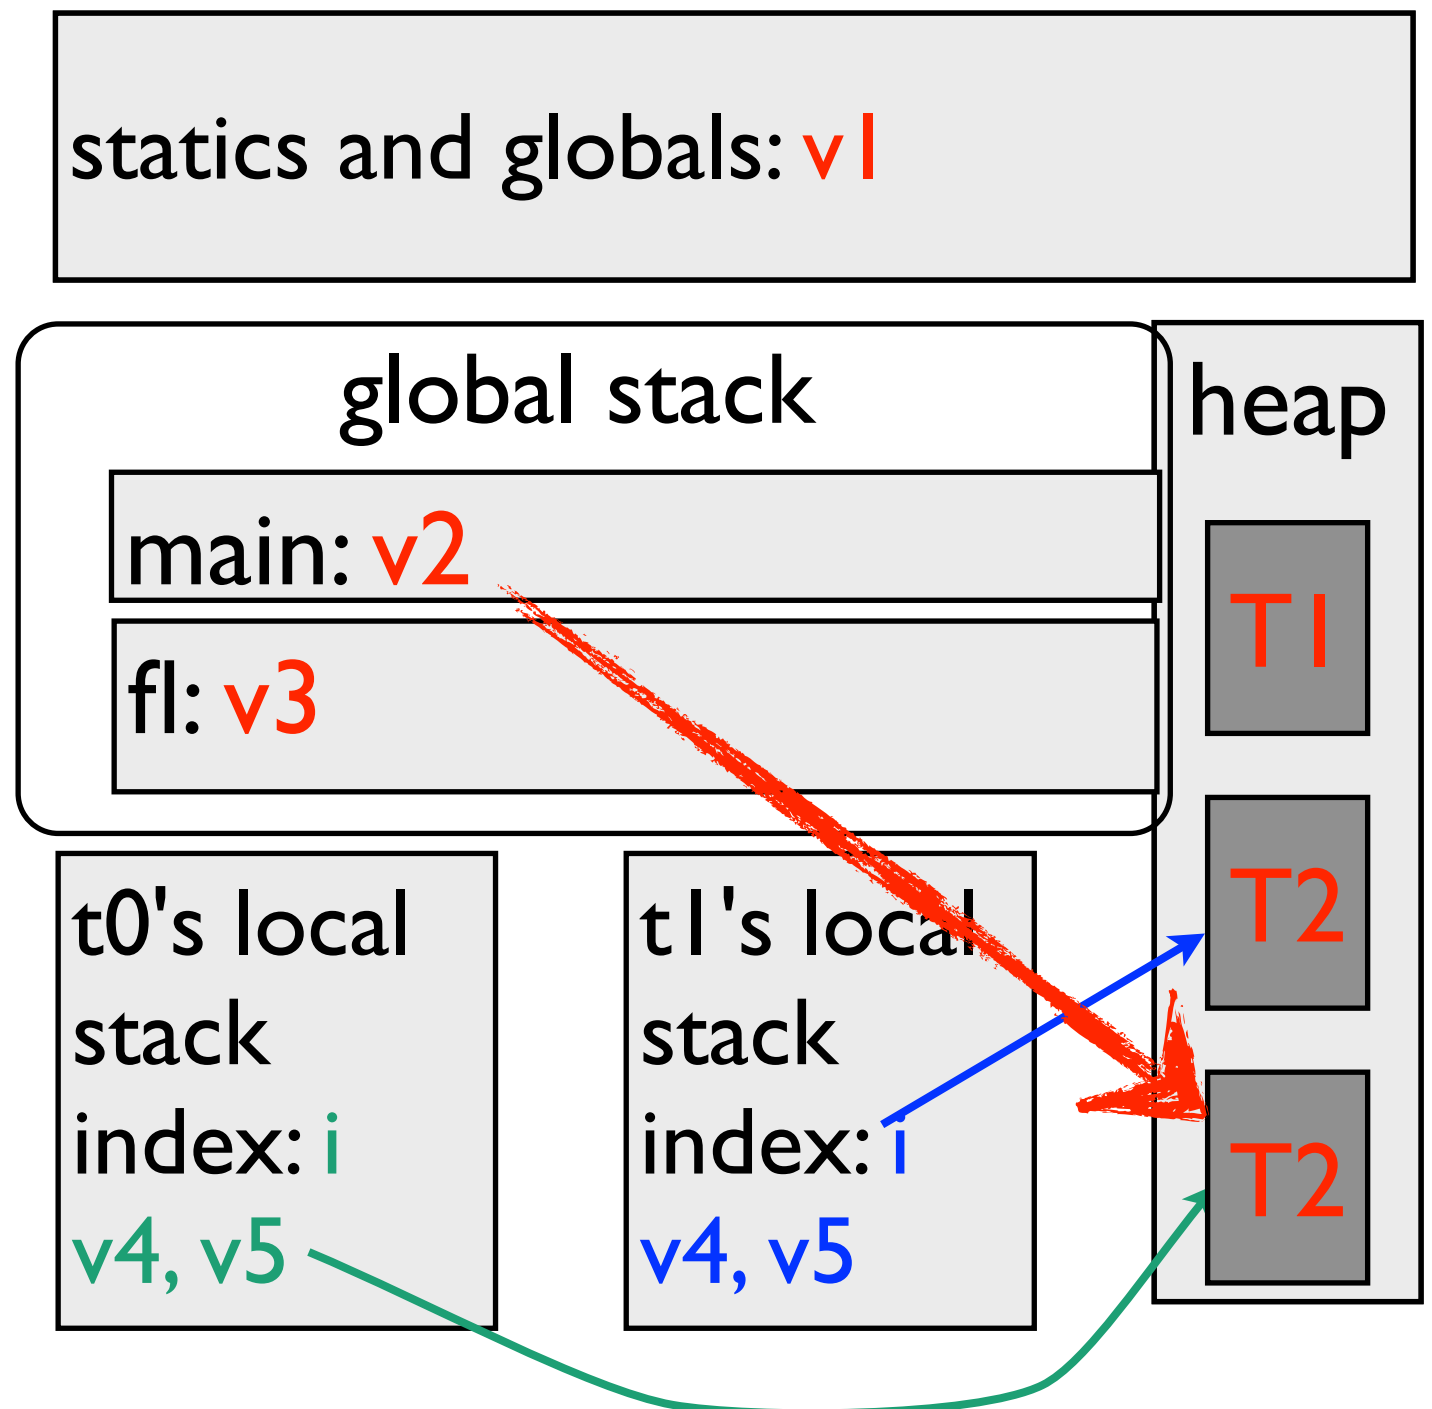 statics and globals: v1
global stack
heap
main: v2
f1: v3
T1
T2
T2
t0's local
stack
index: i
v4, v5
t1's local
stack
index: i
v4, v5